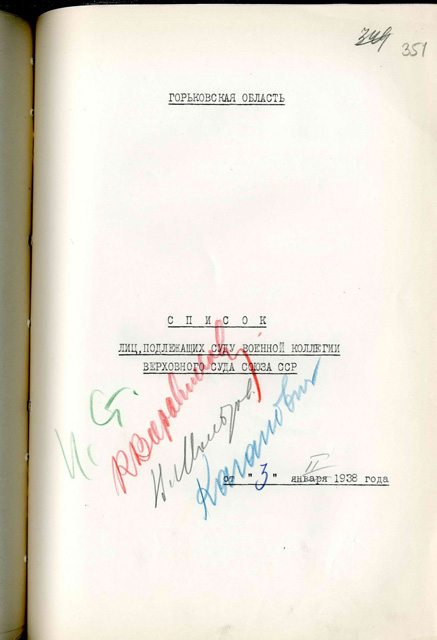 351
ГОРЬКОВСКАЯ ОБЛАСТЬ
СПИСОК
ЛИЦ, ПОДЛЕЖАЩИХ СУДУ ВОЕННОЙ КОЛЛЕГИИ
ВЕРХОВНОГО СУДА СОЮЗА ССР
И. Ст.
К Ворошилов
В. Молотов
Каганович
II
от "3" января 1938 года